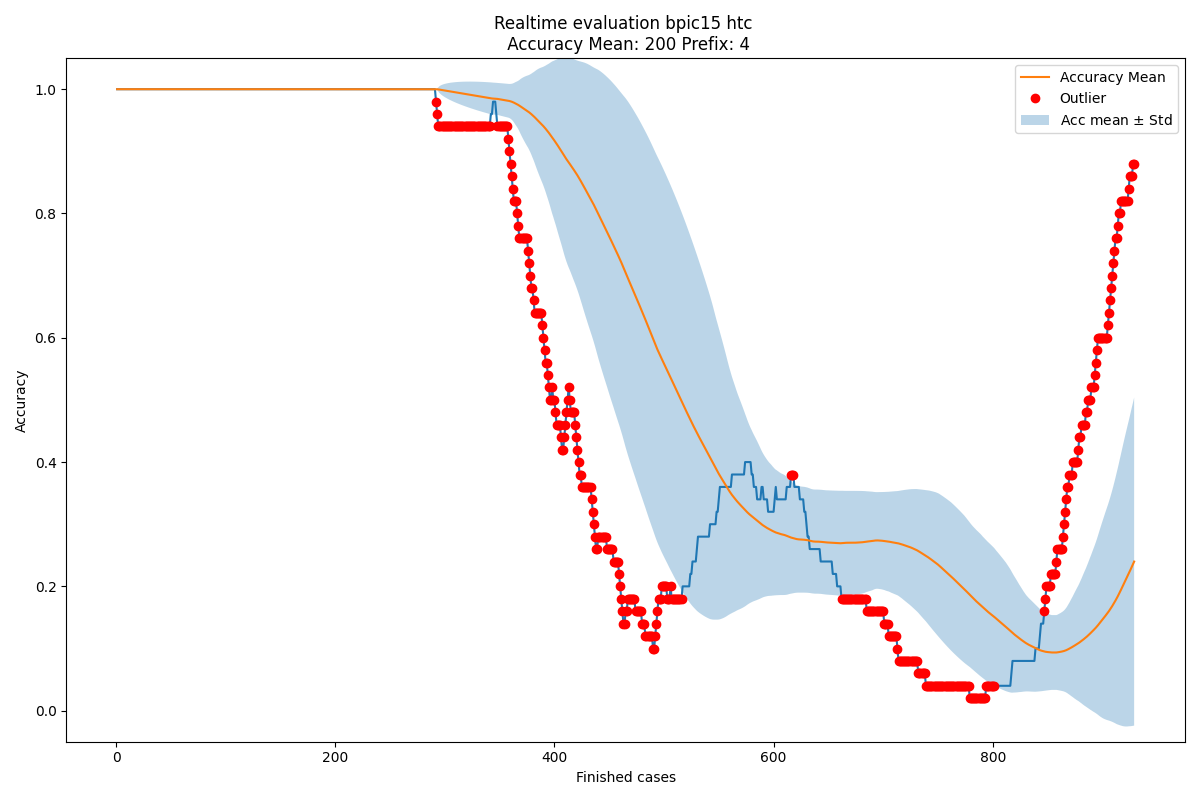 Realtime evaluation bpic15 htc
Accuracy Mean: 200 Prefix: 4
Accuracy Mean
Outlier
Acc mean ± Std
1.0
0.8
0.6
0.4
0.2
0.0
Accuracy
0 200 400 600 800
Finished cases